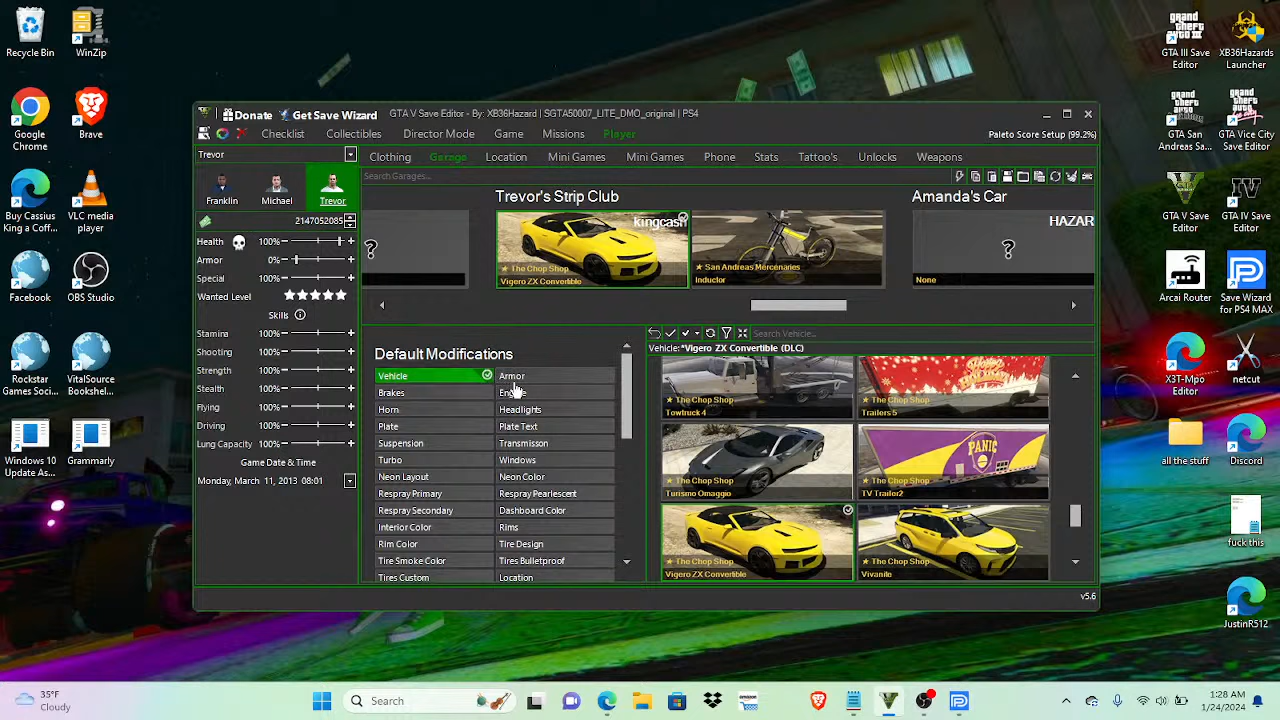 Recycle Bin
WinZip
Google Chrome
Brave
Buy Cassius King a Coff...
VLC media player
Facebook
OBS Studio
Rockstar Games Soci...
VitalSource Bookshelf
Windows 10 Update As...
Grammarly
Donate
Get Save Wizard
GTA V Save Editor - By: XB36Hazard | SGTA50007_LITE_DMO_original | PS4
Checklist
Collectibles
Director Mode
Game
Missions
Player
Paleto Score Setup (99.2%)
Trevor
Clothing
Garage
Location
Mini Games
Mini Games
Phone
Stats
Tattoo's
Unlocks
Weapons
Search Garages...
Franklin
Michael
Trevor
2147052085
Health 100%
Armor 0%
Special 100%
Wanted Level
Skills
Stamina 100%
Shooting 100%
Strength 100%
Stealth 100%
Flying 100%
Driving 100%
Lung Capacity 100%
Game Date & Time
Monday, March 11, 2013 08:01
Trevor's Strip Club
Amanda's Car
?
kingcash
The Chop Shop
Vigero ZX Convertible
San Andreas Mercenaries
Inductor
HAZAR
?
None
Default Modifications
Vehicle
Armor
Brakes
Horn
Headlights
Plate
Plate Text
Suspension
Transmisson
Turbo
Windows
Neon Layout
Neon Color
Respray Primary
Respray Pearlescent
Respray Secondary
Dashboard Color
Interior Color
Rims
Rim Color
Tire Design
Tire Smoke Color
Tires Bulletproof
Tires Custom
Location
Search Vehicle...
Vehicle:*Vigero ZX Convertible (DLC)
The Chop Shop
Towtruck 4
The Chop Shop
Trailers 5
The Chop Shop
Turismo Omaggio
PANIC
The Chop Shop
TV Trailer2
The Chop Shop
Vigero ZX Convertible
The Chop Shop
Vivanite
v5.6
GTA III Save Editor
XB36Hazards Launcher
GTA San Andreas Sa...
GTA Vice City Save Editor
GTA V Save Editor
GTA IV Save Editor
Arcai Router
Save Wizard for PS4 MAX
X3T-Mpo Editor
netcut
all the stuff
Discord
fuck this
JustinR512
35°F
Cloudy
Search
1:28 AM
1/24/2024